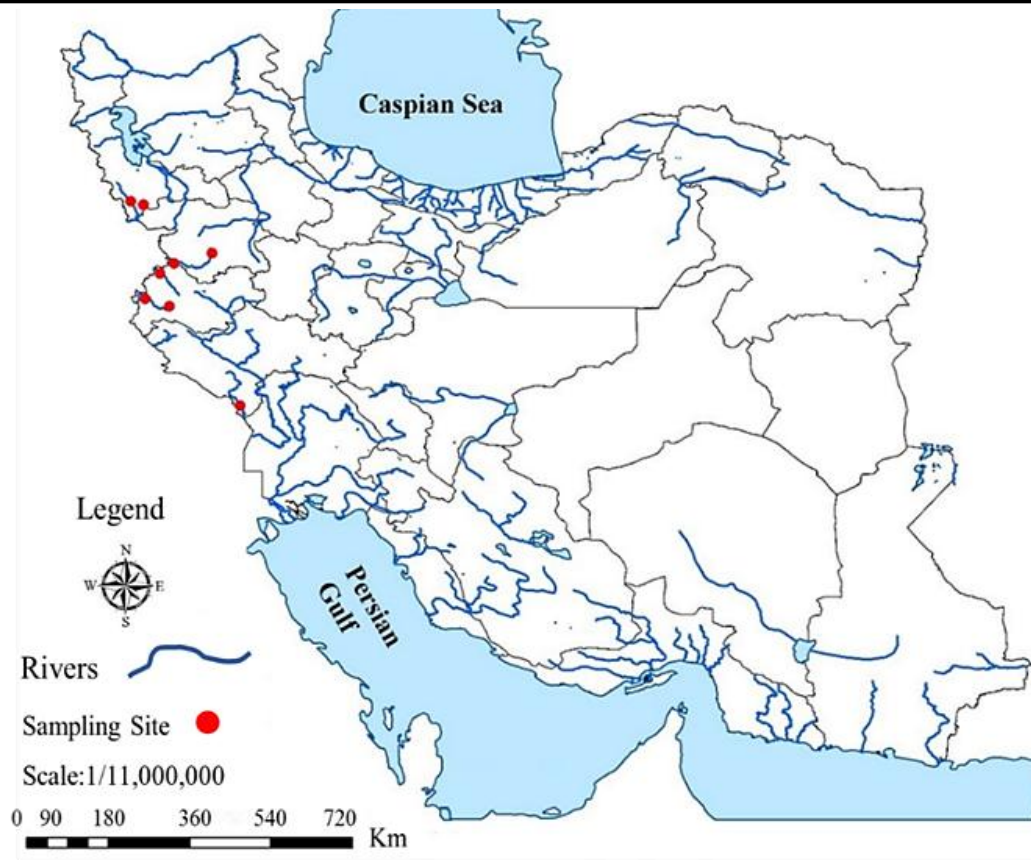 Caspian Sea
Legend
N
W E
S
Persian
Gulf
Rivers
Sampling Site
Scale:1/11,000,000
0 90 180 360 540 720
Km